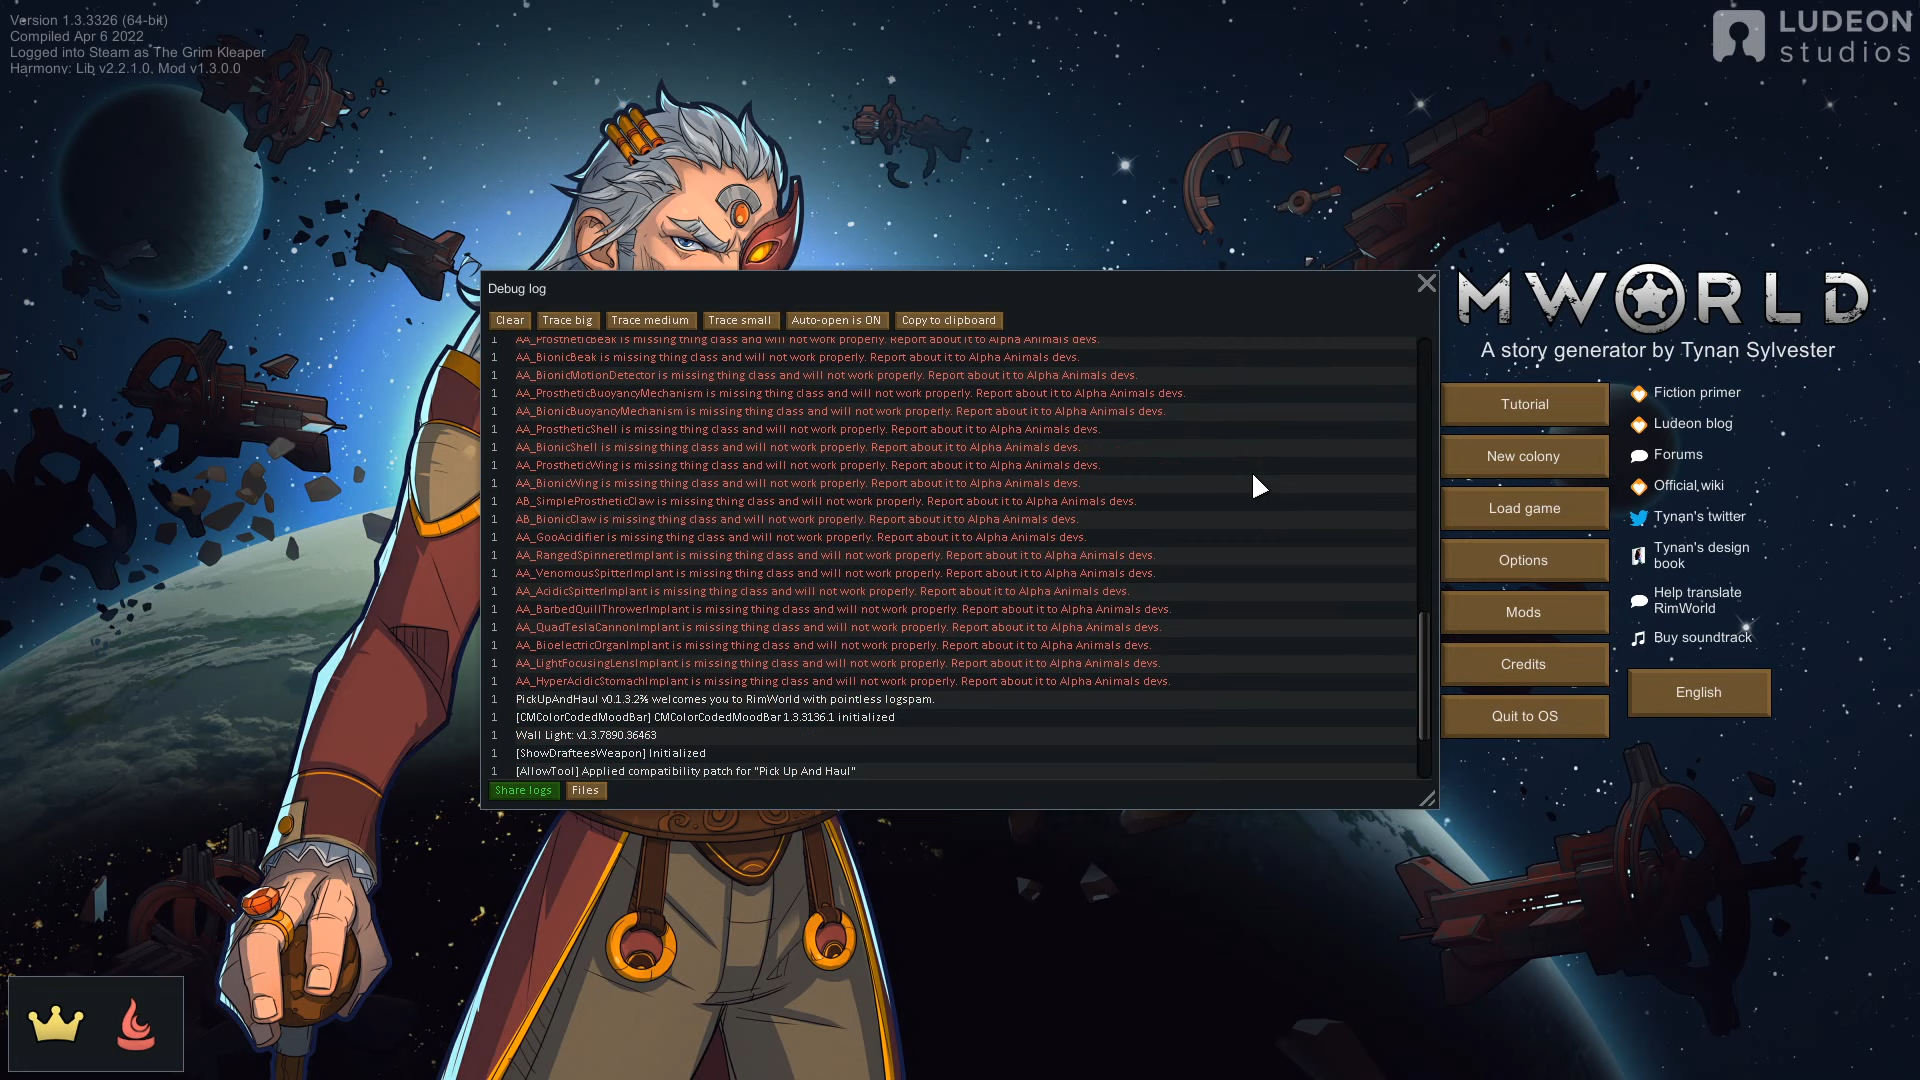 Version 1.3.3326 (64-bit)
Compiled Apr 6 2022
Logged into Steam as The Grim Kleaper
Harmony: Lib v2.2.1.0, Mod v1.3.0.0
LUDEON
studios
Debug log
Clear
Trace big
Trace medium
Trace small
Auto-open is ON
Copy to clipboard
1 AA_ProstheticBeak is missing thing class and will not work properly. Report about it to Alpha Animals devs.
1 AA_BionicBeak is missing thing class and will not work properly. Report about it to Alpha Animals devs.
1 AA_BionicMotionDetector is missing thing class and will not work properly. Report about it to Alpha Animals devs.
1 AA_ProstheticBuoyancyMechanism is missing thing class and will not work properly. Report about it to Alpha Animals devs.
1 AA_BionicBuoyancyMechanism is missing thing class and will not work properly. Report about it to Alpha Animals devs.
1 AA_ProstheticShell is missing thing class and will not work properly. Report about it to Alpha Animals devs.
1 AA_BionicShell is missing thing class and will not work properly. Report about it to Alpha Animals devs.
1 AA_ProstheticWing is missing thing class and will not work properly. Report about it to Alpha Animals devs.
1 AA_BionicWing is missing thing class and will not work properly. Report about it to Alpha Animals devs.
1 AB_SimpleProstheticClaw is missing thing class and will not work properly. Report about it to Alpha Animals devs.
1 AB_BionicClaw is missing thing class and will not work properly. Report about it to Alpha Animals devs.
1 AA_GooAcidifier is missing thing class and will not work properly. Report about it to Alpha Animals devs.
1 AA_RangedSpinneretImplant is missing thing class and will not work properly. Report about it to Alpha Animals devs.
1 AA_VenomousSpitterImplant is missing thing class and will not work properly. Report about it to Alpha Animals devs.
1 AA_AcidicSpitterImplant is missing thing class and will not work properly. Report about it to Alpha Animals devs.
1 AA_BarbedQuillThrowerImplant is missing thing class and will not work properly. Report about it to Alpha Animals devs.
1 AA_QuadTeslaCannonImplant is missing thing class and will not work properly. Report about it to Alpha Animals devs.
1 AA_BioelectricOrganImplant is missing thing class and will not work properly. Report about it to Alpha Animals devs.
1 AA_LightFocusingLensImplant is missing thing class and will not work properly. Report about it to Alpha Animals devs.
1 AA_HyperAcidicStomachImplant is missing thing class and will not work properly. Report about it to Alpha Animals devs.
1 PickUpAndHaul v0.1.3.2¾ welcomes you to RimWorld with pointless logspam.
1 [CMColorCodedMoodBar] CMColorCodedMoodBar 1.3.3136.1 initialized
1 Wall Light: v1.3.7890.36463
1 [ShowDrafteesWeapon] Initialized
1 [AllowTool] Applied compatibility patch for "Pick Up And Haul"
Share logs
Files
MWORLD
A story generator by Tynan Sylvester
Tutorial
New colony
Load game
Options
Mods
Credits
Quit to OS
Fiction primer
Ludeon blog
Forums
Official wiki
Tynan's twitter
Tynan's design
book
Help translate
RimWorld
Buy soundtrack
English